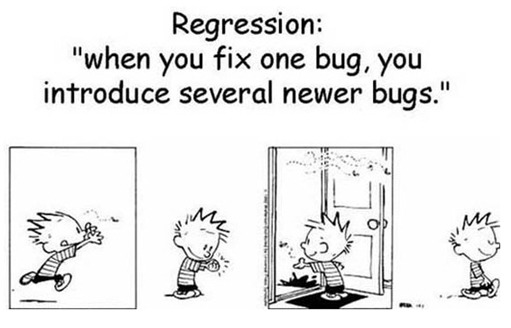 Regression:
"when you fix one bug, you
introduce several newer bugs."